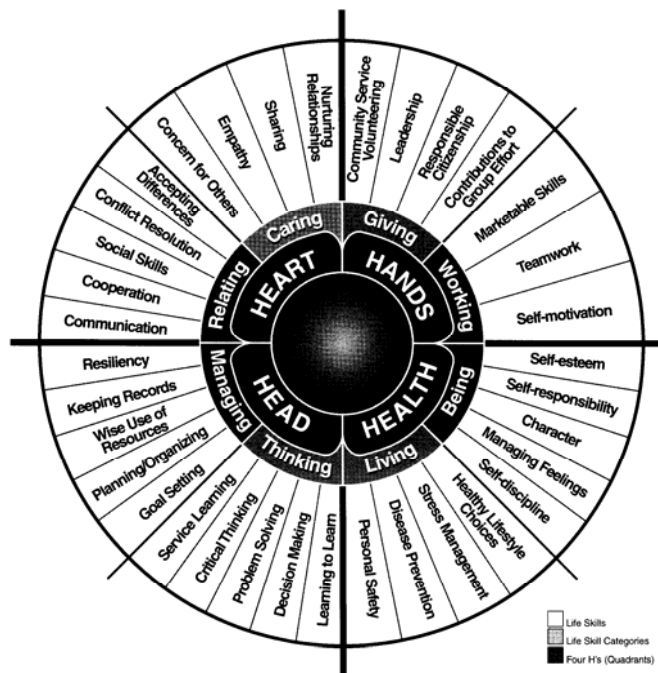 Nurturing
Relationships
Sharing
Empathy
Concern for Others
Accepting
Differences
Conflict Resolution
Social Skills
Cooperation
Communication
Community Service
Volunteering
Leadership
Responsible
Citizenship
Contributions to
Group Effort
Marketable Skills
Teamwork
Self-motivation
Caring
Giving
Relating
HEART
HANDS
Working
Managing
HEAD
HEALTH
Being
Thinking
Living
Resiliency
Keeping Records
Wise Use of
Resources
Planning/Organizing
Goal Setting
Service Learning
Critical Thinking
Problem Solving
Decision Making
Learning to Learn
Self-esteem
Self-responsibility
Character
Managing Feelings
Self-discipline
Healthy Lifestyle
Choices
Stress Management
Disease Prevention
Personal Safety
Life Skills
Life Skill Categories
Four H's (Quadrants)